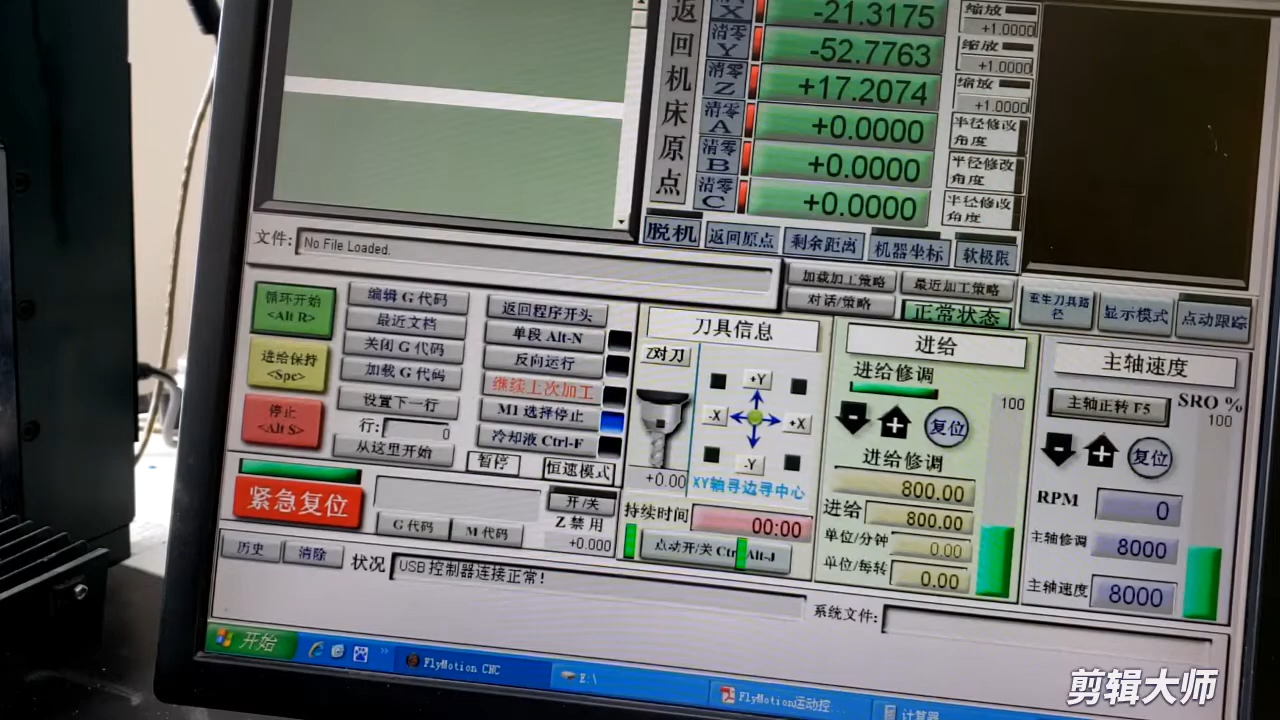 返回机床原点
X
-21.3175
缩放
+1.0000
清零
Y
-52.7763
缩放
+1.0000
清零
Z
+17.2074
缩放
+1.0000
清零
A
+0.0000
半径修改
角度
清零
B
+0.0000
半径修改
角度
清零
C
+0.0000
半径修改
角度
脱机
返回原点
剩余距离
机器坐标
软极限
文件:
No File Loaded.
加载加工策略
最近加工策略
对话/策略
正常状态
重生刀具路
径
显示模式
点动跟踪
循环开始
<Alt R>
进给保持
<Spc>
停止
<Alt S>
编辑 G 代码
最近文档
关闭 G 代码
加载 G 代码
设置下一行
行:
0
从这里开始
返回程序开头
单段 Alt-N
反向运行
继续上次加工
M1 选择停止
冷却液 Ctrl-F
暂停
恒速模式
紧急复位
G 代码
M 代码
开/关
Z 禁用
+0.000
刀具信息
Z对刀
+0.00
+Y
-X
+X
-Y
XY轴寻边寻中心
持续时间
00:00
点动开/关 Ctrl Alt-J
进给
进给修调
100
复位
进给修调
800.00
进给
800.00
单位/分钟
0.00
单位/每转
0.00
主轴速度
主轴正转 F5
SRO %
100
复位
RPM
0
主轴修调
8000
主轴速度
8000
历史
清除
状况
USB 控制器连接正常!
系统文件:
开始
FlyMotion CNC
E:\
FlyMotion运动控...
计算器
剪辑大师